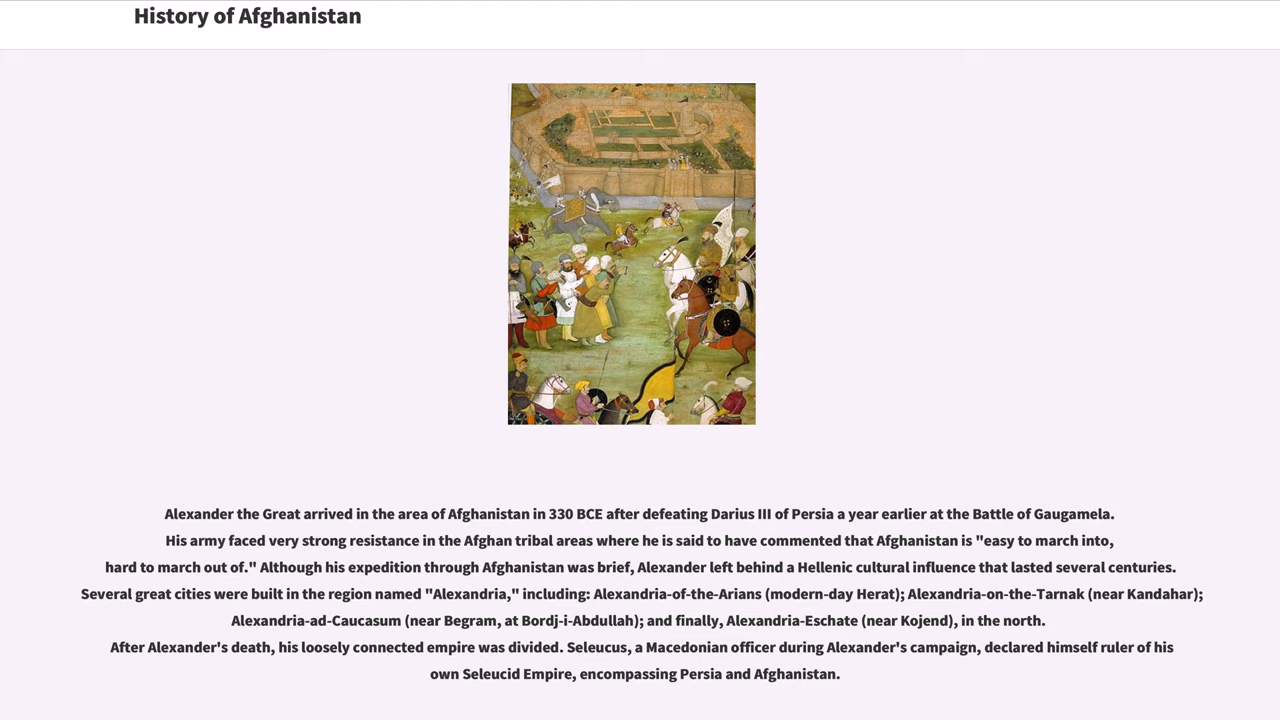 History of Afghanistan
Alexander the Great arrived in the area of Afghanistan in 330 BCE after defeating Darius III of Persia a year earlier at the Battle of Gaugamela.
His army faced very strong resistance in the Afghan tribal areas where he is said to have commented that Afghanistan is "easy to march into,
hard to march out of." Although his expedition through Afghanistan was brief, Alexander left behind a Hellenic cultural influence that lasted several centuries.
Several great cities were built in the region named "Alexandria," including: Alexandria-of-the-Arians (modern-day Herat); Alexandria-on-the-Tarnak (near Kandahar);
Alexandria-ad-Caucasum (near Begram, at Bordj-i-Abdullah); and finally, Alexandria-Eschate (near Kojend), in the north.
After Alexander's death, his loosely connected empire was divided. Seleucus, a Macedonian officer during Alexander's campaign, declared himself ruler of his
own Seleucid Empire, encompassing Persia and Afghanistan.